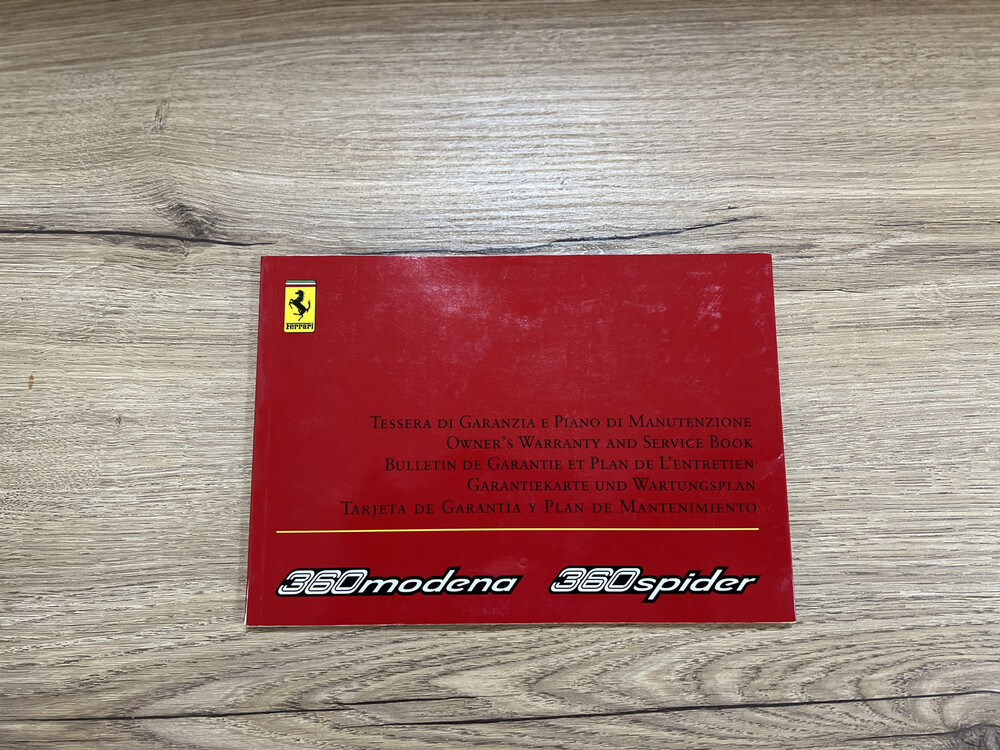 Ferrari
Tessera di Garanzia e Piano di Manutenzione
Owner's Warranty and Service Book
Bulletin de Garantie et Plan de L'entretien
Garantiekarte und Wartungsplan
Tarjeta de Garantía y Plan de Mantenimiento
360modena 360spider